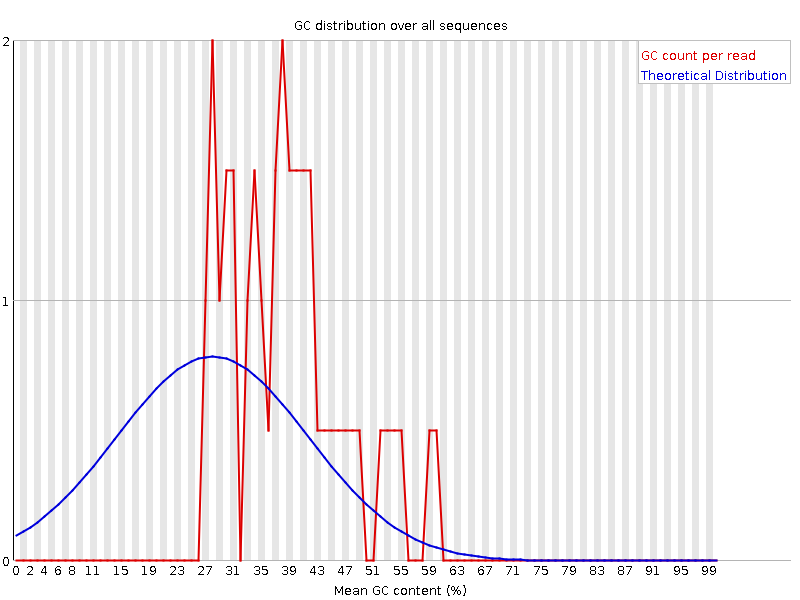 GC distribution over all sequences
2
GC count per read
Theoretical Distribution
1
0
0 2 4 6 8 11 15 19 23 27 31 35 39 43 47 51 55 59 63 67 71 75 79 83 87 91 95 99
Mean GC content (%)